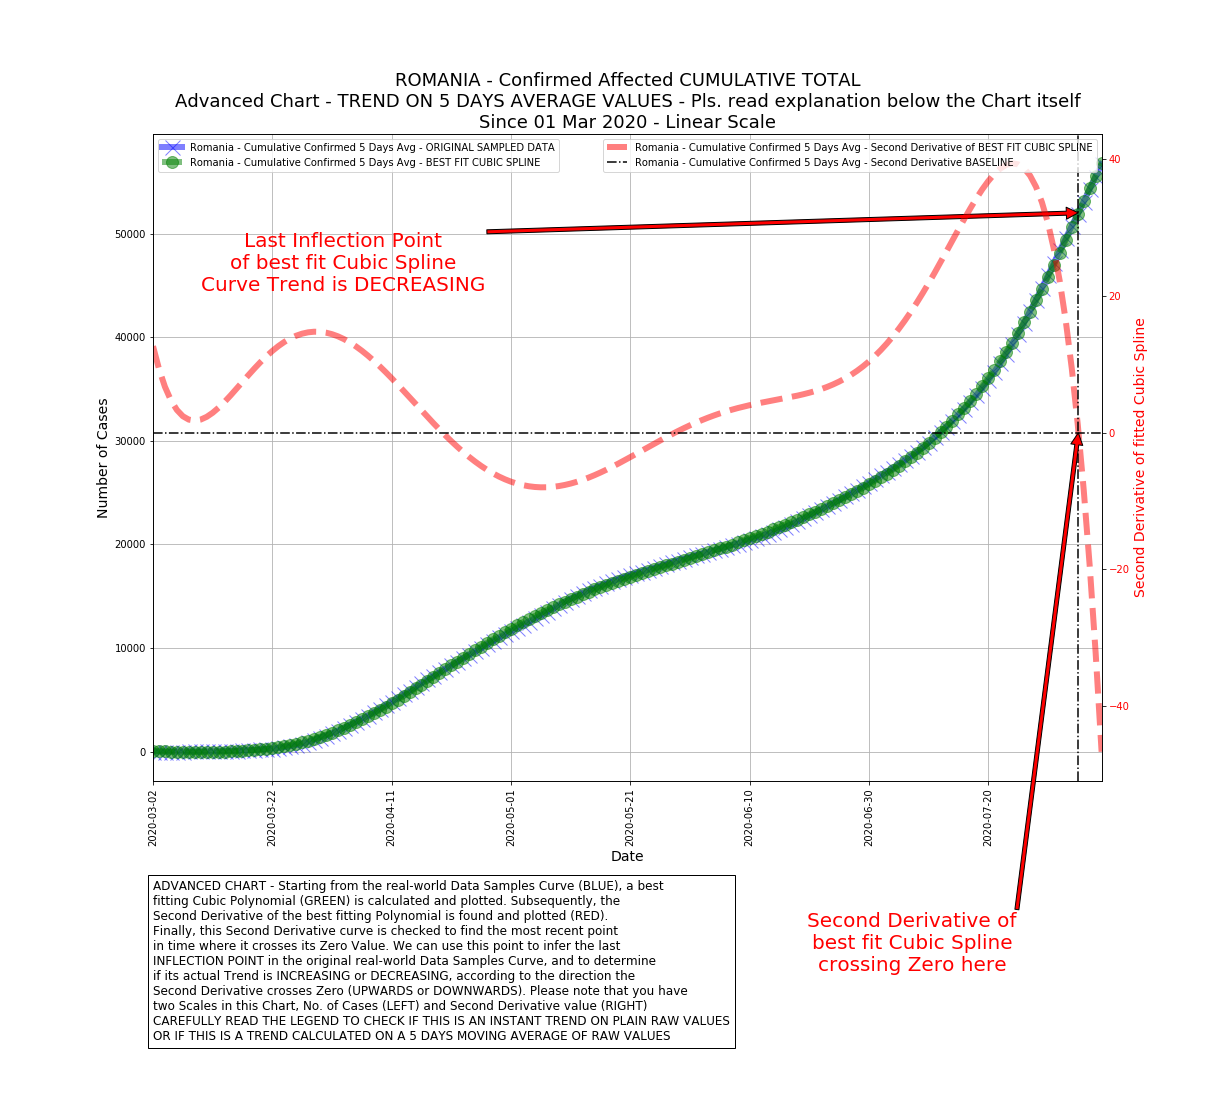 ROMANIA - Confirmed Affected CUMULATIVE TOTAL
Advanced Chart - TREND ON 5 DAYS AVERAGE VALUES - Pls. read explanation below the Chart itself
Since 01 Mar 2020 - Linear Scale
Romania - Cumulative Confirmed 5 Days Avg - ORIGINAL SAMPLED DATA
Romania - Cumulative Confirmed 5 Days Avg - BEST FIT CUBIC SPLINE
Romania - Cumulative Confirmed 5 Days Avg - Second Derivative of BEST FIT CUBIC SPLINE
Romania - Cumulative Confirmed 5 Days Avg - Second Derivative BASELINE
Last Inflection Point
of best fit Cubic Spline
Curve Trend is DECREASING
Number of Cases
50000
40000
30000
20000
10000
0
40
20
0
−20
−40
Second Derivative of fitted Cubic Spline
2020-03-02
2020-03-22
2020-04-11
2020-05-01
2020-05-21
2020-06-10
2020-06-30
2020-07-20
Date
ADVANCED CHART - Starting from the real-world Data Samples Curve (BLUE), a best
fitting Cubic Polynomial (GREEN) is calculated and plotted. Subsequently, the
Second Derivative of the best fitting Polynomial is found and plotted (RED).
Finally, this Second Derivative curve is checked to find the most recent point
in time where it crosses its Zero Value. We can use this point to infer the last
INFLECTION POINT in the original real-world Data Samples Curve, and to determine
if its actual Trend is INCREASING or DECREASING, according to the direction the
Second Derivative crosses Zero (UPWARDS or DOWNWARDS). Please note that you have
two Scales in this Chart, No. of Cases (LEFT) and Second Derivative value (RIGHT)
CAREFULLY READ THE LEGEND TO CHECK IF THIS IS AN INSTANT TREND ON PLAIN RAW VALUES
OR IF THIS IS A TREND CALCULATED ON A 5 DAYS MOVING AVERAGE OF RAW VALUES
Second Derivative of
best fit Cubic Spline
crossing Zero here